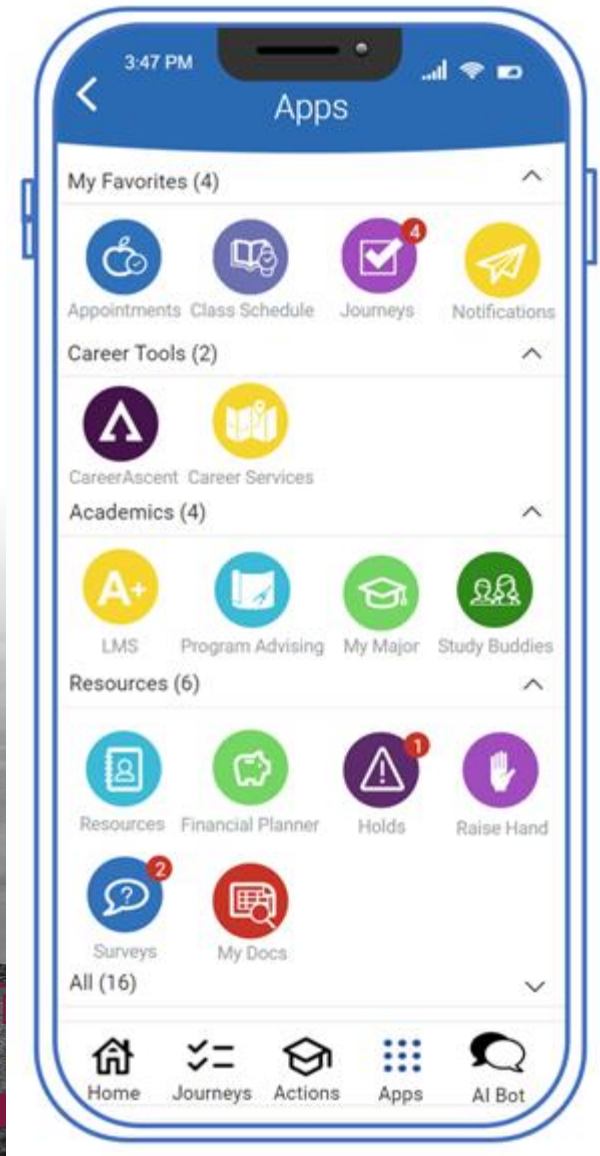 3:47 PM
Apps
My Favorites (4)
4
Appointments Class Schedule Journeys Notifications
Career Tools (2)
CareerAscent Career Services
Academics (4)
A+
LMS Program Advising My Major Study Buddies
Resources (6)
1
Resources Financial Planner Holds Raise Hand
2
?
Surveys My Docs
All (16)
Home Journeys Actions Apps AI Bot